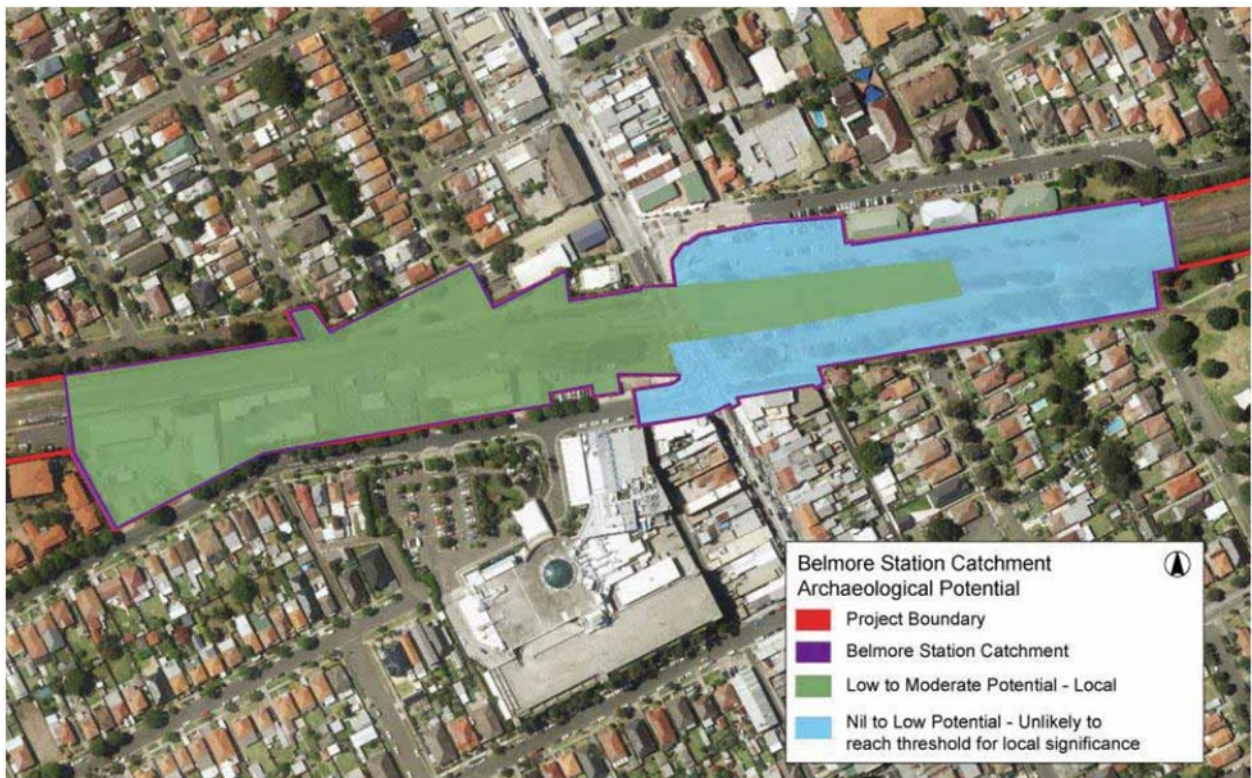 Belmore Station Catchment
Archaeological Potential
Project Boundary
Belmore Station Catchment
Low to Moderate Potential - Local
Nil to Low Potential - Unlikely to
reach threshold for local significance